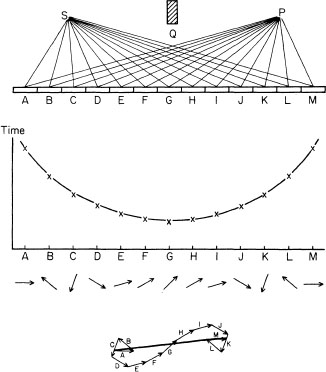 S P
Q
A B C D E F G H I J K L M
Time
A B C D E F G H I J K L M
H I J
C B M K
A G L
D E F